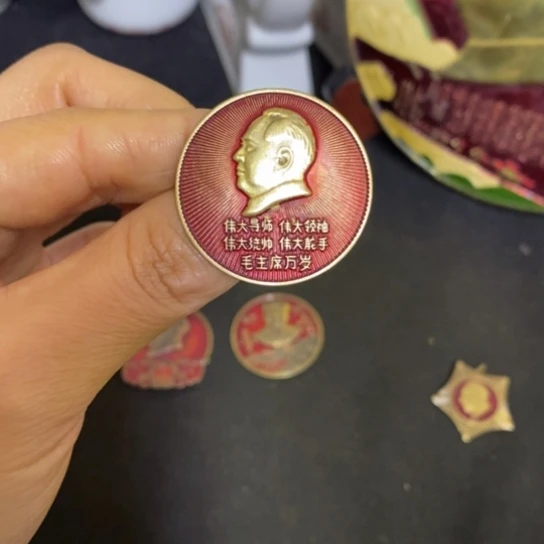 伟大导师 伟大领袖
伟大统帅 伟大舵手
毛主席万岁